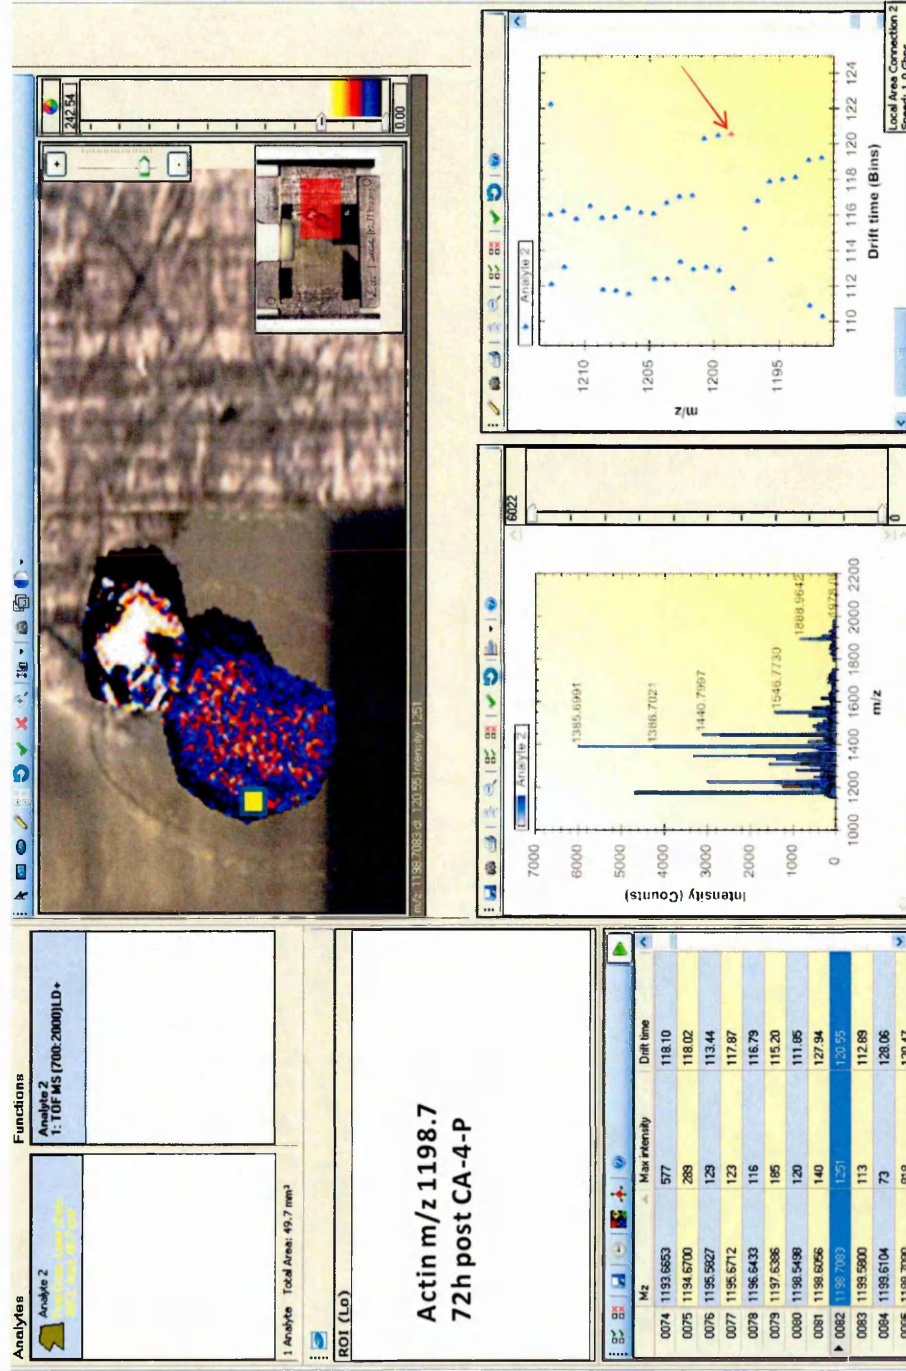 Analytes
Analyte 2
1 Analyte Total Area: 49.7 mm²
Functions
Analyte 2
1: TOF MS (700:2000)LD+
ROI (Lo)
Actin m/z 1198.7
72h post CA-4-P
Mz Max intensity Drift time
0074 1193.6653 577 118.10
0075 1194.6700 289 118.02
0076 1195.5827 129 113.44
0077 1195.6712 123 117.87
0078 1196.6433 116 116.79
0079 1197.6386 185 115.20
0080 1198.5498 120 111.85
0081 1198.6056 140 127.94
0082 1198.7083 1251 120.55
0083 1199.5800 113 112.89
0084 1199.6104 73 128.06
242.54
0.00
m/z: 1198.7083 dt: 120.55 Intensity: 1251
Analyte 2
6022
0
7000
6000
5000
4000
3000
2000
1000
0
Intensity (Counts)
1385.6991
1386.7021
1440.7997
1546.7730
1888.9642
1000 1200 1400 1600 1800 2000 2200
m/z
Analyte 2
1210
1205
1200
1195
m/z
110 112 114 116 118 120 122 124
Drift time (Bins)
Local Area Connection 2
Speed: 1.0 Gbps